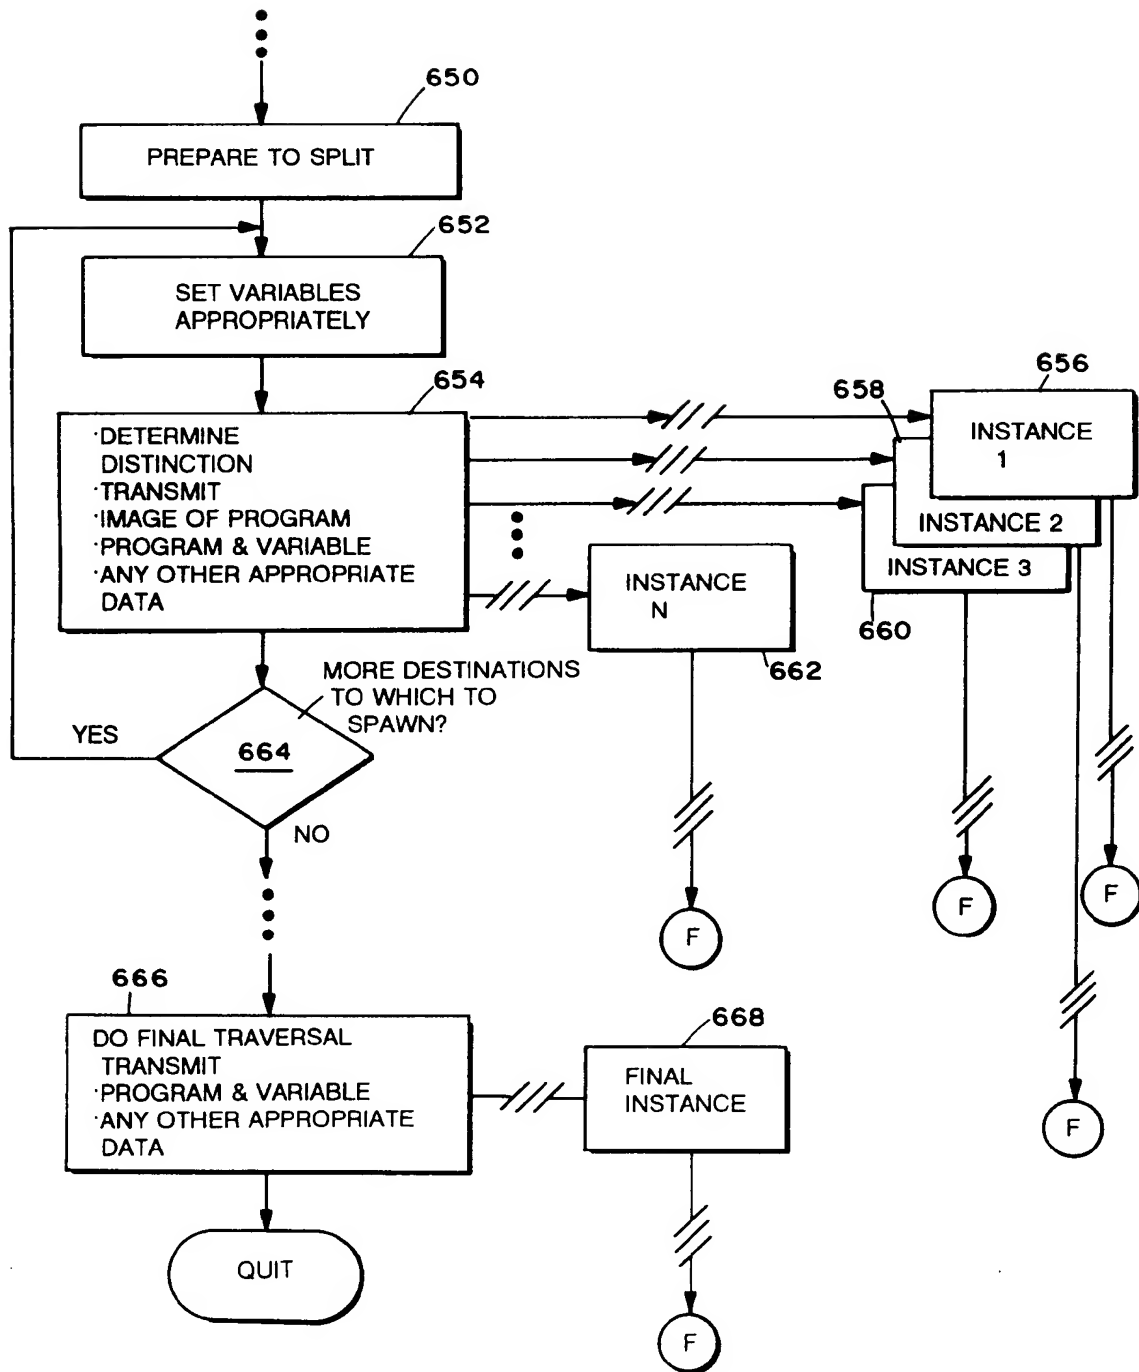 650
PREPARE TO SPLIT
652
SET VARIABLES
APPROPRIATELY
654
·DETERMINE
DISTINCTION
·TRANSMIT
·IMAGE OF PROGRAM
·PROGRAM & VARIABLE
·ANY OTHER APPROPRIATE
DATA
656
INSTANCE
1
658
INSTANCE 2
INSTANCE 3
660
INSTANCE
N
662
MORE DESTINATIONS
TO WHICH TO
SPAWN?
YES
664
NO
F
F
F
F
666
DO FINAL TRAVERSAL
TRANSMIT
·PROGRAM & VARIABLE
·ANY OTHER APPROPRIATE
DATA
668
FINAL
INSTANCE
QUIT
F